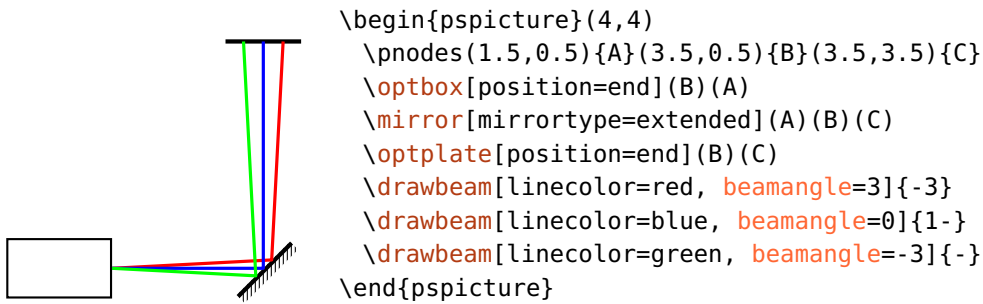 \begin{pspicture}(4,4)
  \pnodes(1.5,0.5){A}(3.5,0.5){B}(3.5,3.5){C}
  \optbox[position=end](B)(A)
  \mirror[mirrortype=extended](A)(B)(C)
  \optplate[position=end](B)(C)
  \drawbeam[linecolor=red, beamangle=3]{-3}
  \drawbeam[linecolor=blue, beamangle=0]{1-}
  \drawbeam[linecolor=green, beamangle=-3]{-}
\end{pspicture}